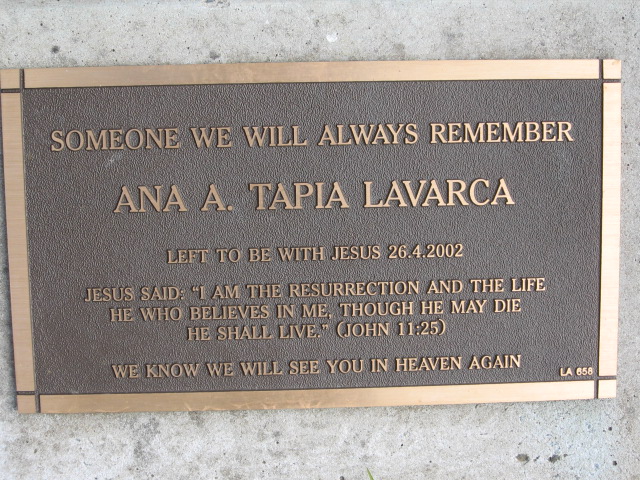 SOMEONE WE WILL ALWAYS REMEMBER
ANA A. TAPIA LAVARCA
LEFT TO BE WITH JESUS 26.4.2002
JESUS SAID: “I AM THE RESURRECTION AND THE LIFE
HE WHO BELIEVES IN ME, THOUGH HE MAY DIE
HE SHALL LIVE.” (JOHN 11:25)
WE KNOW WE WILL SEE YOU IN HEAVEN AGAIN
LA 658